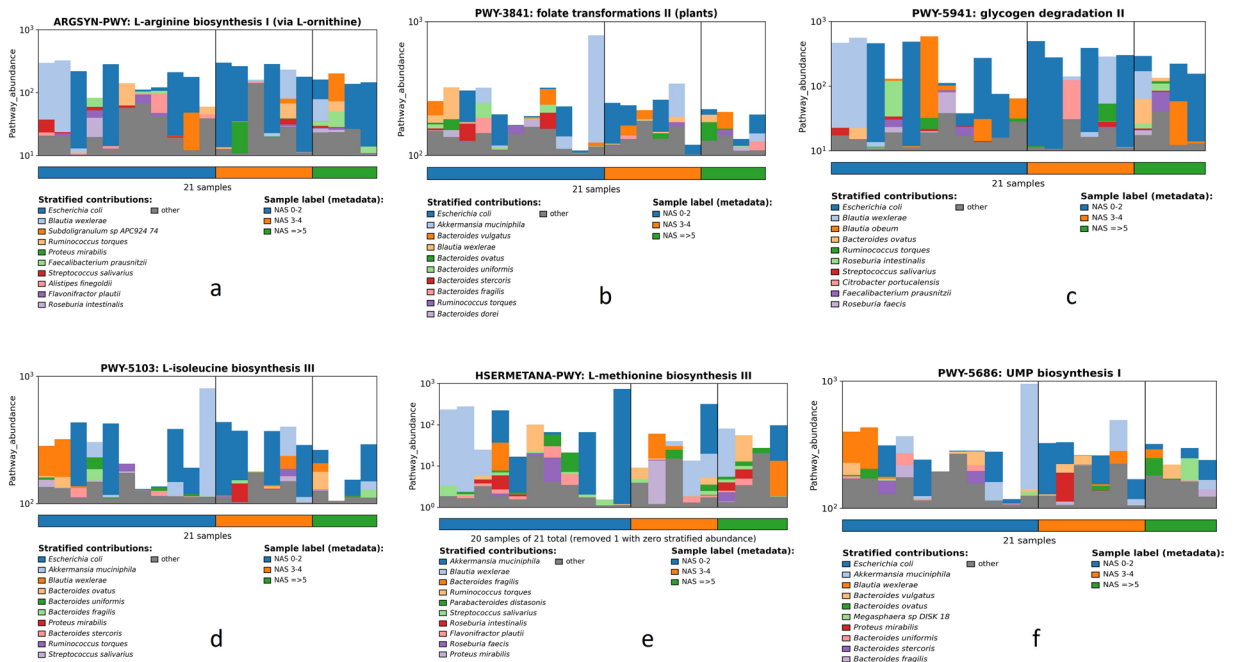 ARGSYN-PWY: L-arginine biosynthesis I (via L-ornithine)
Pathway_abundance
10³
10²
10¹
21 samples
Stratified contributions:
Escherichia coli
Blautia wexlerae
Subdoligranulum sp APC924 74
Ruminococcus torques
Proteus mirabilis
Faecalibacterium prausnitzii
Streptococcus salivarius
Alistipes finegoldii
Flavonifractor plautii
Roseburia intestinalis
other
Sample label (metadata):
NAS 0-2
NAS 3-4
NAS =>5
a
PWY-3841: folate transformations II (plants)
Pathway_abundance
10³
10²
21 samples
Stratified contributions:
Escherichia coli
Akkermansia muciniphila
Bacteroides vulgatus
Blautia wexlerae
Bacteroides ovatus
Bacteroides uniformis
Bacteroides stercoris
Bacteroides fragilis
Ruminococcus torques
Bacteroides dorei
other
Sample label (metadata):
NAS 0-2
NAS 3-4
NAS =>5
b
PWY-5941: glycogen degradation II
Pathway_abundance
10³
10²
10¹
21 samples
Stratified contributions:
Escherichia coli
Blautia wexlerae
Blautia obeum
Bacteroides ovatus
Ruminococcus torques
Roseburia intestinalis
Streptococcus salivarius
Citrobacter portucalensis
Faecalibacterium prausnitzii
Roseburia faecis
other
Sample label (metadata):
NAS 0-2
NAS 3-4
NAS =>5
c
PWY-5103: L-isoleucine biosynthesis III
Pathway_abundance
10³
10²
21 samples
Stratified contributions:
Escherichia coli
Akkermansia muciniphila
Blautia wexlerae
Bacteroides ovatus
Bacteroides uniformis
Bacteroides fragilis
Proteus mirabilis
Bacteroides stercoris
Ruminococcus torques
Streptococcus salivarius
other
Sample label (metadata):
NAS 0-2
NAS 3-4
NAS =>5
d
HSERMETANA-PWY: L-methionine biosynthesis III
Pathway_abundance
10³
10²
10¹
10⁰
20 samples of 21 total (removed 1 with zero stratified abundance)
Stratified contributions:
Akkermansia muciniphila
Blautia wexlerae
Bacteroides fragilis
Ruminococcus torques
Parabacteroides distasonis
Streptococcus salivarius
Roseburia intestinalis
Flavonifractor plautii
Roseburia faecis
Proteus mirabilis
other
Sample label (metadata):
NAS 0-2
NAS 3-4
NAS =>5
e
PWY-5686: UMP biosynthesis I
Pathway_abundance
10³
10²
21 samples
Stratified contributions:
Escherichia coli
Akkermansia muciniphila
Blautia wexlerae
Bacteroides vulgatus
Bacteroides ovatus
Megasphaera sp DISK 18
Proteus mirabilis
Bacteroides uniformis
Bacteroides stercoris
Bacteroides fragilis
other
Sample label (metadata):
NAS 0-2
NAS 3-4
NAS =>5
f